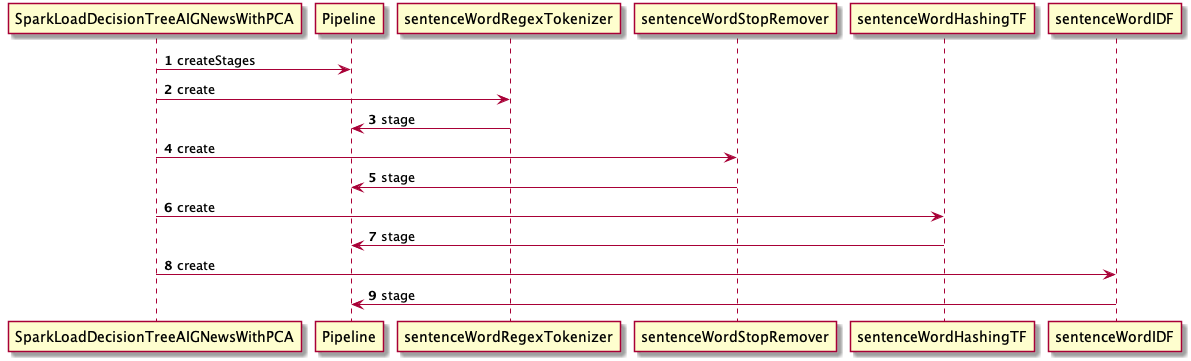 SparkLoadDecisionTreeAIGNewsWithPCA Pipeline sentenceWordRegexTokenizer sentenceWordStopRemover sentenceWordHashingTF sentenceWordIDF
1 createStages
2 create
3 stage
4 create
5 stage
6 create
7 stage
8 create
9 stage
SparkLoadDecisionTreeAIGNewsWithPCA Pipeline sentenceWordRegexTokenizer sentenceWordStopRemover sentenceWordHashingTF sentenceWordIDF